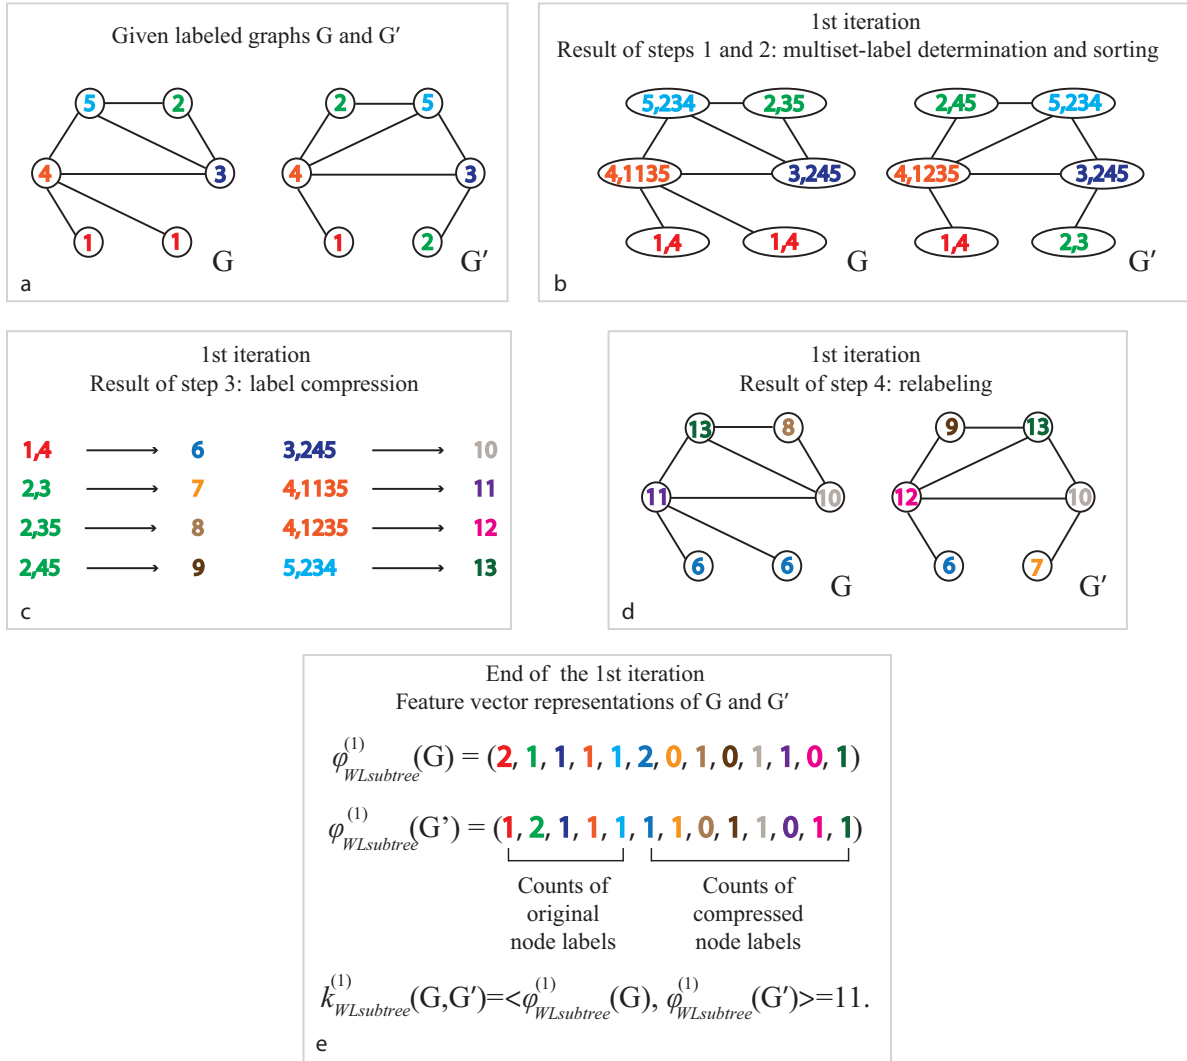 Given labeled graphs G and G′
5 2
4 3
1 1
G
2 5
4 3
1 2
G′
a
1st iteration
Result of steps 1 and 2: multiset-label determination and sorting
5,234 2,35
4,1135 3,245
1,4 1,4
G
2,45 5,234
4,1235 3,245
1,4 2,3
G′
b
1st iteration
Result of step 3: label compression
1,4 → 6
2,3 → 7
2,35 → 8
2,45 → 9
3,245 → 10
4,1135 → 11
4,1235 → 12
5,234 → 13
c
1st iteration
Result of step 4: relabeling
13 8
11 10
6 6
G
9 13
12 10
6 7
G′
d
End of the 1st iteration
Feature vector representations of G and G′
φ^(1)_WLsubtree(G) = (2, 1, 1, 1, 1, 2, 0, 1, 0, 1, 1, 0, 1)
φ^(1)_WLsubtree(G’) = (1, 2, 1, 1, 1, 1, 1, 0, 1, 1, 0, 1, 1)
Counts of
original
node labels
Counts of
compressed
node labels
k^(1)_WLsubtree(G,G′)=<φ^(1)_WLsubtree(G), φ^(1)_WLsubtree(G′)>=11.
e